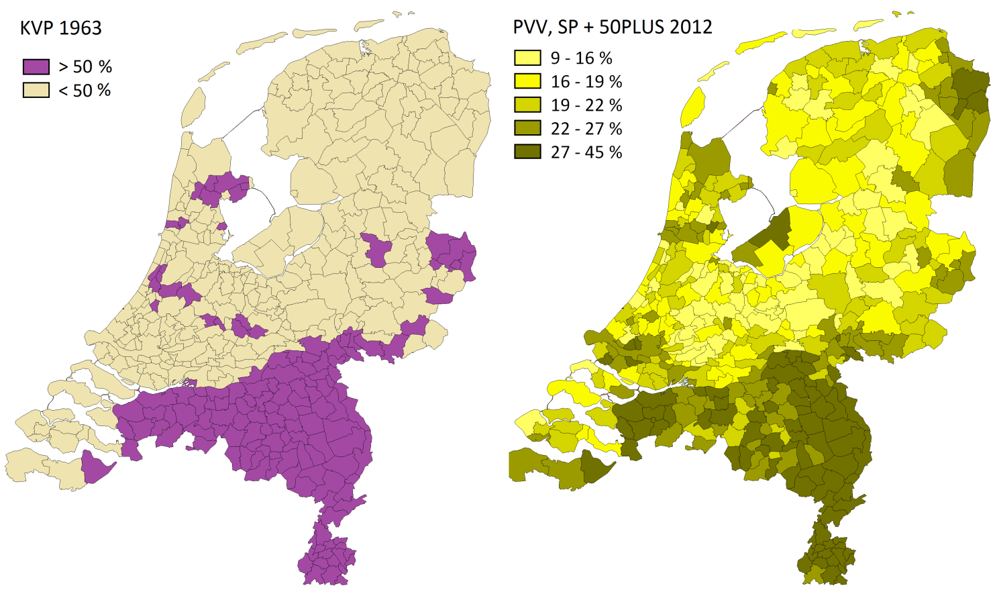 KVP 1963
> 50 %
< 50 %
PVV, SP + 50PLUS 2012
9 - 16 %
16 - 19 %
19 - 22 %
22 - 27 %
27 - 45 %